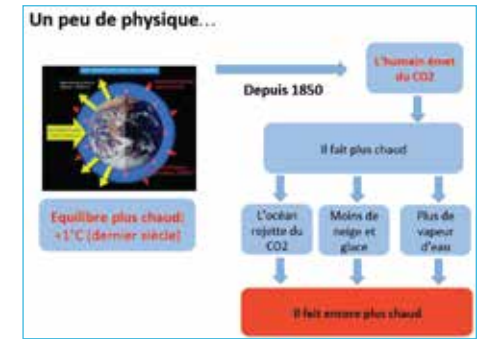 Un peu de physique...
Depuis 1850
L'humain émet
du CO2
Il fait plus chaud
Equilibre plus chaud:
+1°C (dernier siècle)
L'océan
rejette du
CO2
Moins de
neige et
glace
Plus de
vapeur
d'eau
Il fait encore plus chaud